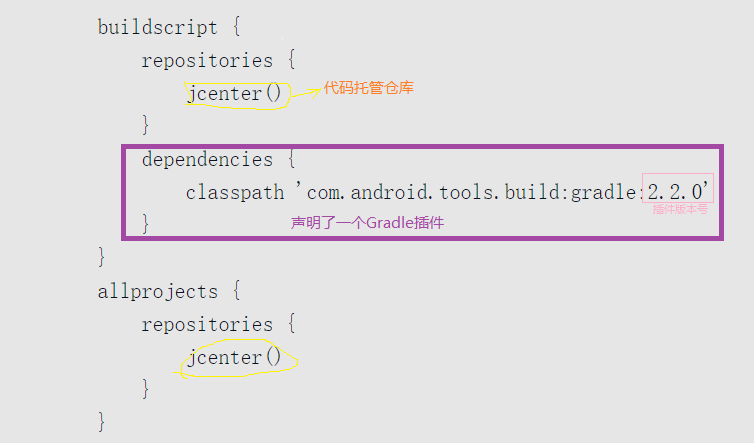 buildscript {
repositories {
jcenter() 代码托管仓库
}
dependencies {
classpath 'com.android.tools.build:gradle:2.2.0'
插件版本号
} 声明了一个Gradle插件
}
allprojects {
repositories {
jcenter()
}
}